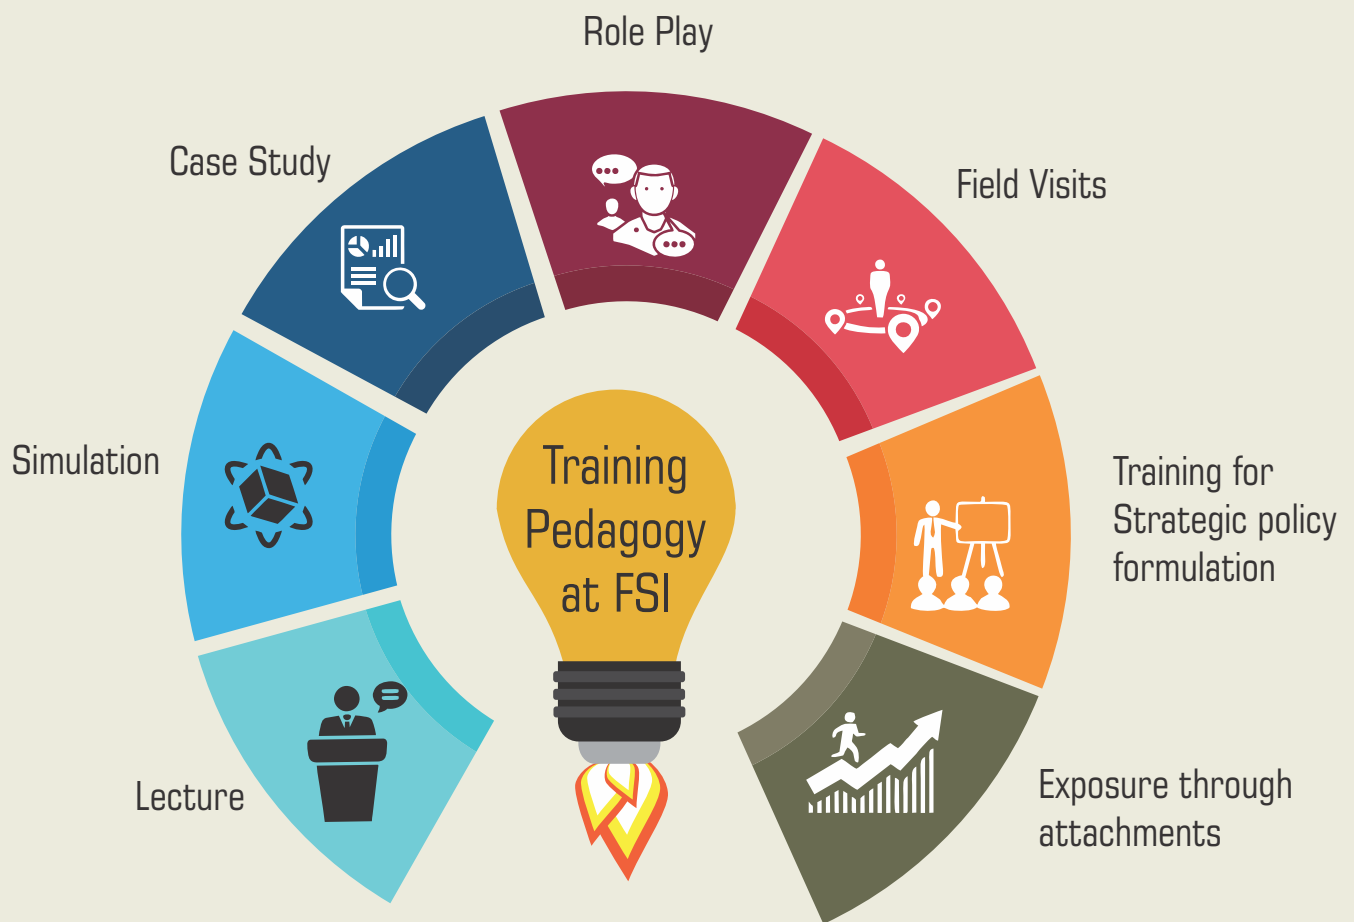 Role Play
Case Study
Field Visits
Simulation
Training
Pedagogy
at FSI
Training for
Strategic policy
formulation
Lecture
Exposure through
attachments